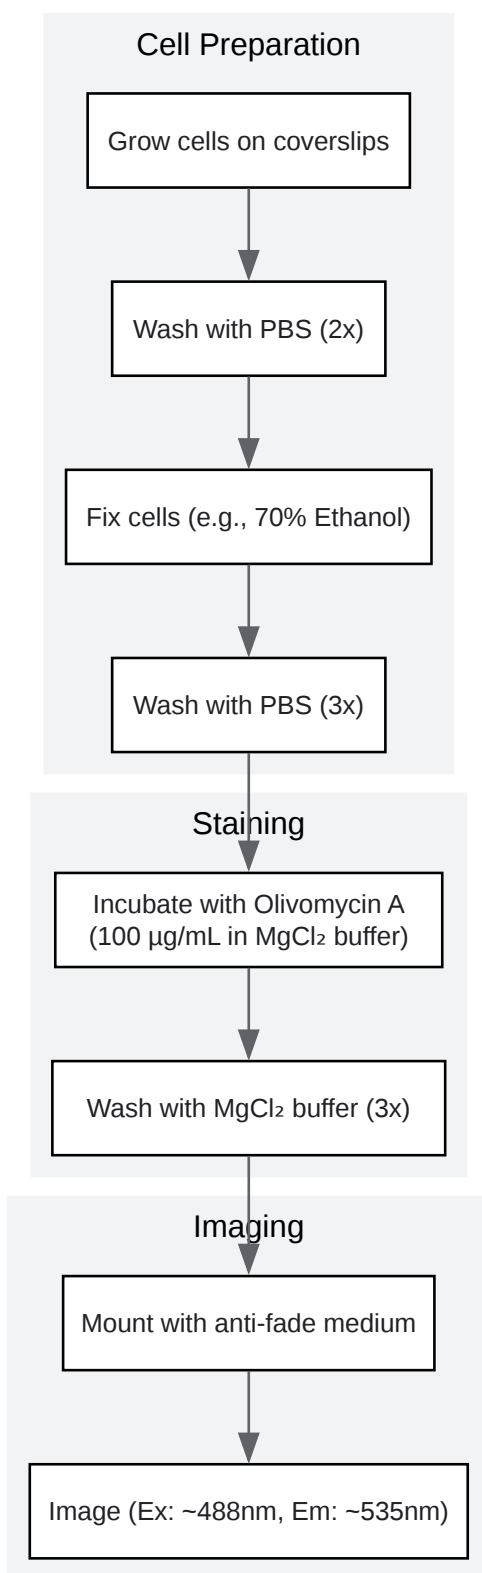 Cell Preparation
Grow cells on coverslips
Wash with PBS (2x)
Fix cells (e.g., 70% Ethanol)
Wash with PBS (3x)
Staining
Incubate with Olivomycin A
(100 µg/mL in MgCl₂ buffer)
Wash with MgCl₂ buffer (3x)
Imaging
Mount with anti-fade medium
Image (Ex: ~488nm, Em: ~535nm)